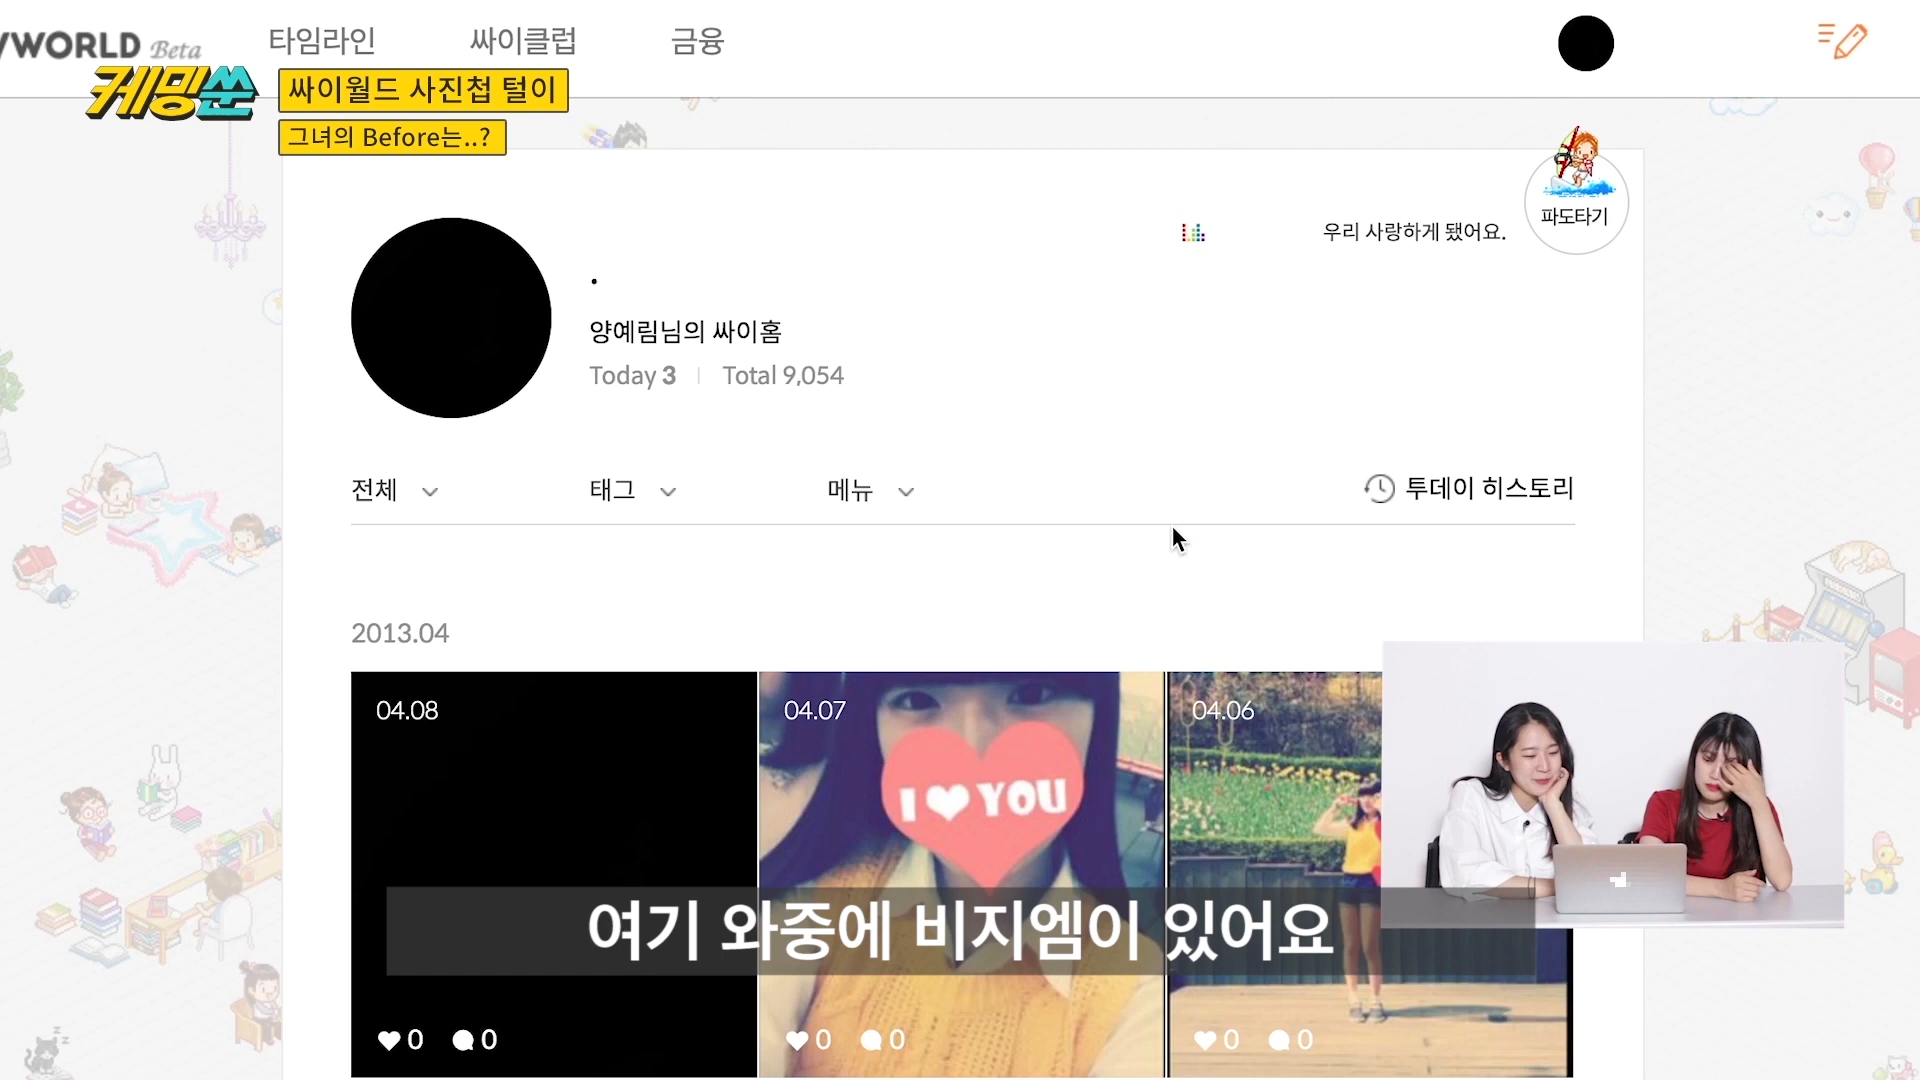 YWORLD Beta
타임라인
싸이클럽
금융
케밍쑨
싸이월드 사진첩 털이
그녀의 Before는..?
우리 사랑하게 됐어요.
파도타기
.
양예림님의 싸이홈
Today 3 | Total 9,054
전체
태그
메뉴
투데이 히스토리
2013.04
04.08
04.07
04.06
I ♥ YOU
여기 와중에 비지엠이 있어요
0 0
0 0
0 0